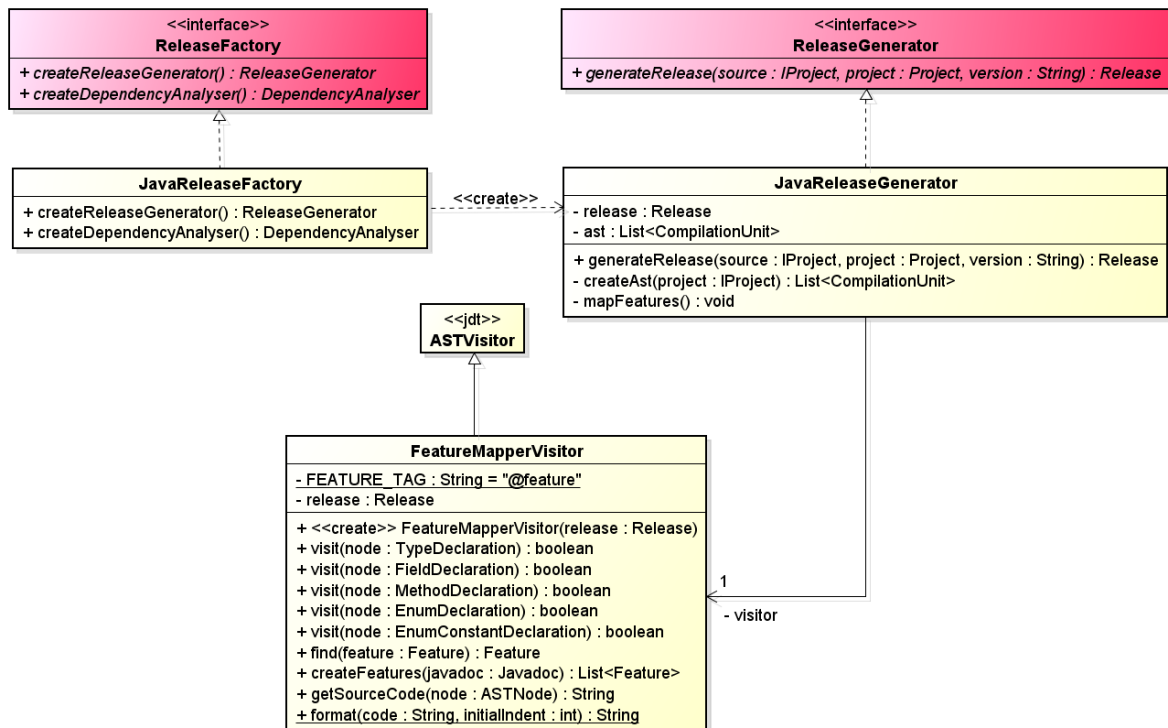 <<interface>>
ReleaseFactory
+ createReleaseGenerator() : ReleaseGenerator
+ createDependencyAnalyser() : DependencyAnalyser
<<interface>>
ReleaseGenerator
+ generateRelease(source : IProject, project : Project, version : String) : Release
JavaReleaseFactory
+ createReleaseGenerator() : ReleaseGenerator
+ createDependencyAnalyser() : DependencyAnalyser
<<create>>
JavaReleaseGenerator
- release : Release
- ast : List<CompilationUnit>
+ generateRelease(source : IProject, project : Project, version : String) : Release
- createAst(project : IProject) : List<CompilationUnit>
- mapFeatures() : void
<<jdt>>
ASTVisitor
FeatureMapperVisitor
- FEATURE_TAG : String = "@feature"
- release : Release
+ <<create>> FeatureMapperVisitor(release : Release)
+ visit(node : TypeDeclaration) : boolean
+ visit(node : FieldDeclaration) : boolean
+ visit(node : MethodDeclaration) : boolean
+ visit(node : EnumDeclaration) : boolean
+ visit(node : EnumConstantDeclaration) : boolean
+ find(feature : Feature) : Feature
+ createFeatures(javadoc : Javadoc) : List<Feature>
+ getSourceCode(node : ASTNode) : String
+ format(code : String, initialIndent : int) : String
1
- visitor